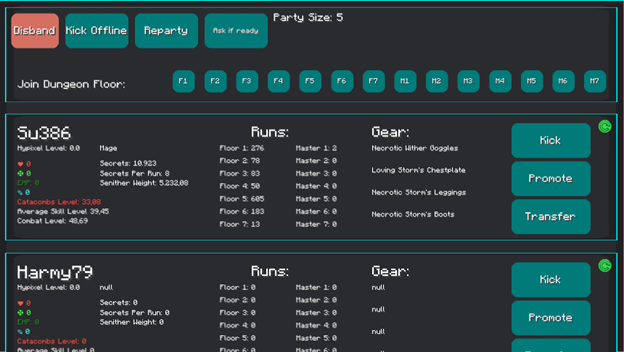 Disband Kick Offline Reparty Ask if ready Party Size: 5
Join Dungeon Floor: F1 F2 F3 F4 F5 F6 F7 M1 M2 M3 M4 M5 M6 M7
Su386 Runs: Gear:
Hypixel Level: 0.0 Mage Floor 1: 276 Master 1: 2 Necrotic Wither Goggles Kick
Floor 2: 78 Master 2: 0
0 Secrets: 10.923 Floor 3: 83 Master 3: 0 Loving Storm's Chestplate
0 Secrets Per Run: 8 Floor 4: 50 Master 4: 0 Promote
0 Senither Weight: 5.232,08
0 Floor 5: 605 Master 5: 0 Necrotic Storm's Leggings
Catacombs Level: 33,08
Average Skill Level 39,45 Floor 6: 183 Master 6: 0 Necrotic Storm's Boots Transfer
Combat Level: 48,69 Floor 7: 13 Master 7: 0
Harmy79 Runs: Gear:
Hypixel Level: 0.0 null Floor 1: 0 Master 1: 0 null Kick
Floor 2: 0 Master 2: 0
0 Secrets: 0 Floor 3: 0 Master 3: 0 null
0 Secrets Per Run: 0 Floor 4: 0 Master 4: 0 Promote
0 Senither Weight: 0
0 Floor 5: 0 Master 5: 0 null
Catacombs Level: 0
Average Skill Level 0 Floor 6: 0 Master 6: 0